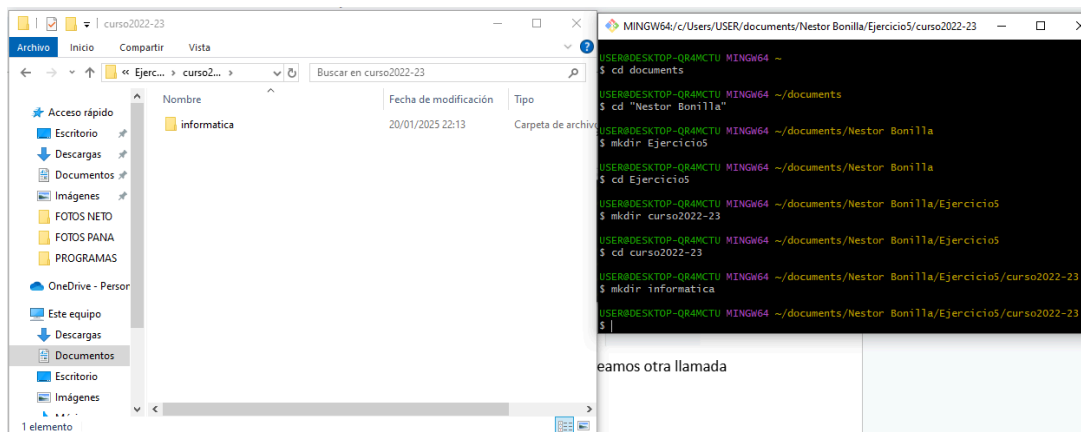 curso2022-23
Archivo Inicio Compartir Vista
« Ejerc... › curso2... ›
Buscar en curso2022-23
Nombre Fecha de modificación Tipo
informatica 20/01/2025 22:13 Carpeta de archivo
Acceso rápido
Escritorio
Descargas
Documentos
Imágenes
FOTOS NETO
FOTOS PANA
PROGRAMAS
OneDrive - Person
Este equipo
Descargas
Documentos
Escritorio
Imágenes
1 elemento
MINGW64:/c/Users/USER/documents/Nestor Bonilla/Ejercicio5/curso2022-23
USER@DESKTOP-QR4MCTU MINGW64 ~
$ cd documents
USER@DESKTOP-QR4MCTU MINGW64 ~/documents
$ cd "Nestor Bonilla"
USER@DESKTOP-QR4MCTU MINGW64 ~/documents/Nestor Bonilla
$ mkdir Ejercicio5
USER@DESKTOP-QR4MCTU MINGW64 ~/documents/Nestor Bonilla
$ cd Ejercicio5
USER@DESKTOP-QR4MCTU MINGW64 ~/documents/Nestor Bonilla/Ejercicio5
$ mkdir curso2022-23
USER@DESKTOP-QR4MCTU MINGW64 ~/documents/Nestor Bonilla/Ejercicio5
$ cd curso2022-23
USER@DESKTOP-QR4MCTU MINGW64 ~/documents/Nestor Bonilla/Ejercicio5/curso2022-23
$ mkdir informatica
USER@DESKTOP-QR4MCTU MINGW64 ~/documents/Nestor Bonilla/Ejercicio5/curso2022-23
$
eamos otra llamada